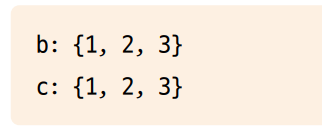 b: {1, 2, 3}
c: {1, 2, 3}